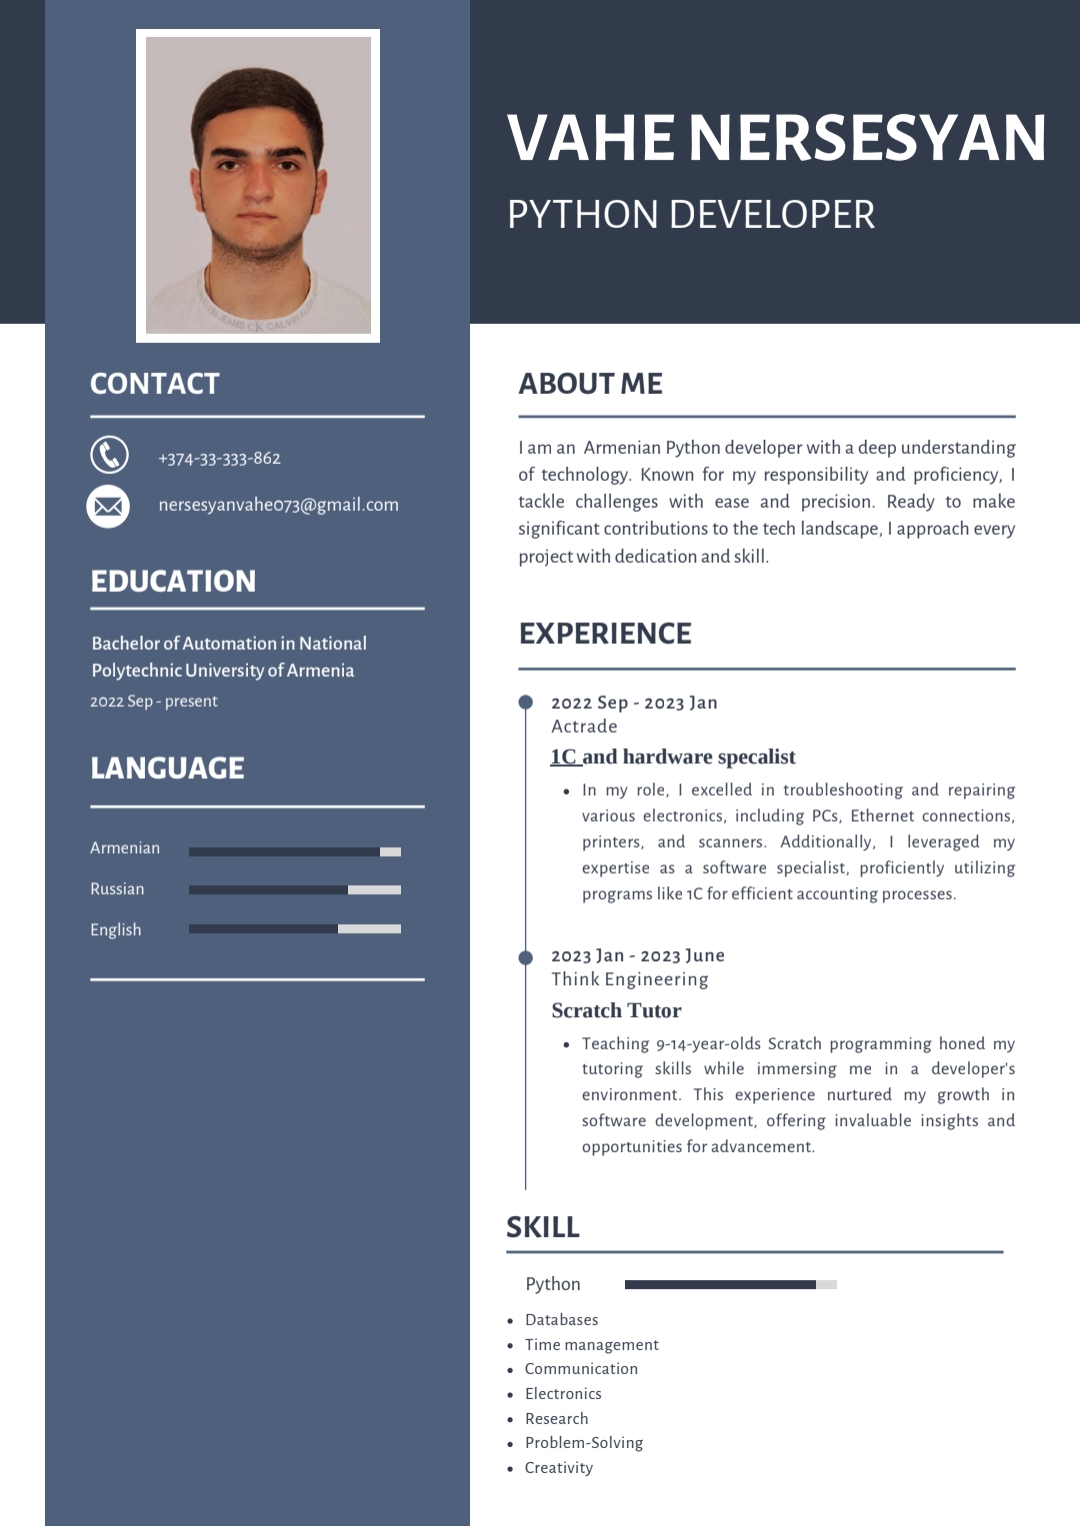 VAHE NERSESYAN
PYTHON DEVELOPER
CONTACT
+374-33-333-862
nersesyanvahe073@gmail.com
EDUCATION
Bachelor of Automation in National
Polytechnic University of Armenia
2022 Sep - present
LANGUAGE
Armenian
Russian
English
ABOUT ME
I am an Armenian Python developer with a deep understanding
of technology. Known for my responsibility and proficiency, I
tackle challenges with ease and precision. Ready to make
significant contributions to the tech landscape, I approach every
project with dedication and skill.
EXPERIENCE
2022 Sep - 2023 Jan
Actrade
1C and hardware specalist
• In my role, I excelled in troubleshooting and repairing
various electronics, including PCs, Ethernet connections,
printers, and scanners. Additionally, I leveraged my
expertise as a software specialist, proficiently utilizing
programs like 1C for efficient accounting processes.
2023 Jan - 2023 June
Think Engineering
Scratch Tutor
• Teaching 9-14-year-olds Scratch programming honed my
tutoring skills while immersing me in a developer's
environment. This experience nurtured my growth in
software development, offering invaluable insights and
opportunities for advancement.
SKILL
Python
• Databases
• Time management
• Communication
• Electronics
• Research
• Problem-Solving
• Creativity